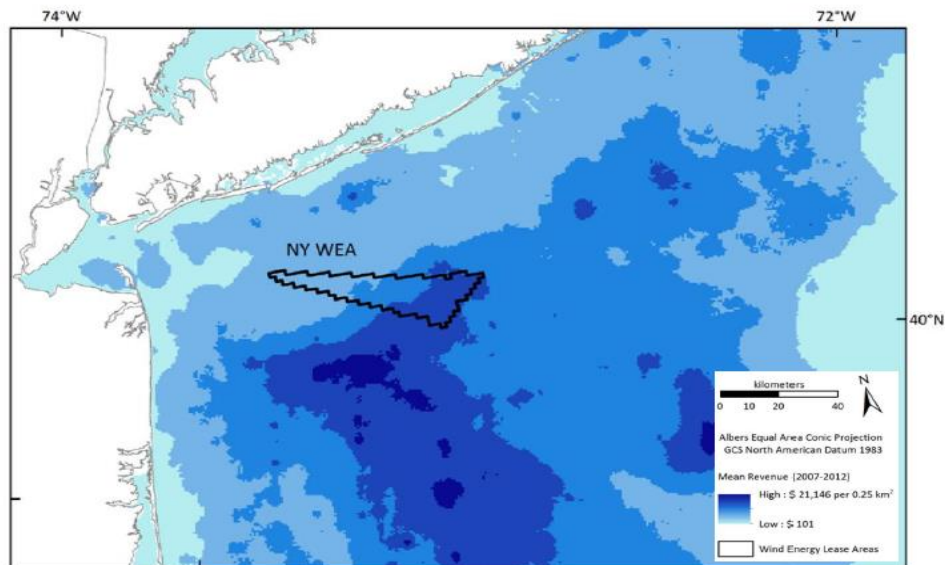 74°W
72°W
NY WEA
40°N
kilometers
N
0 10 20 40
Albers Equal Area Conic Projection
GCS North American Datum 1983
Mean Revenue (2007-2012)
High : $ 21,146 per 0.25 km²
Low : $ 101
Wind Energy Lease Areas